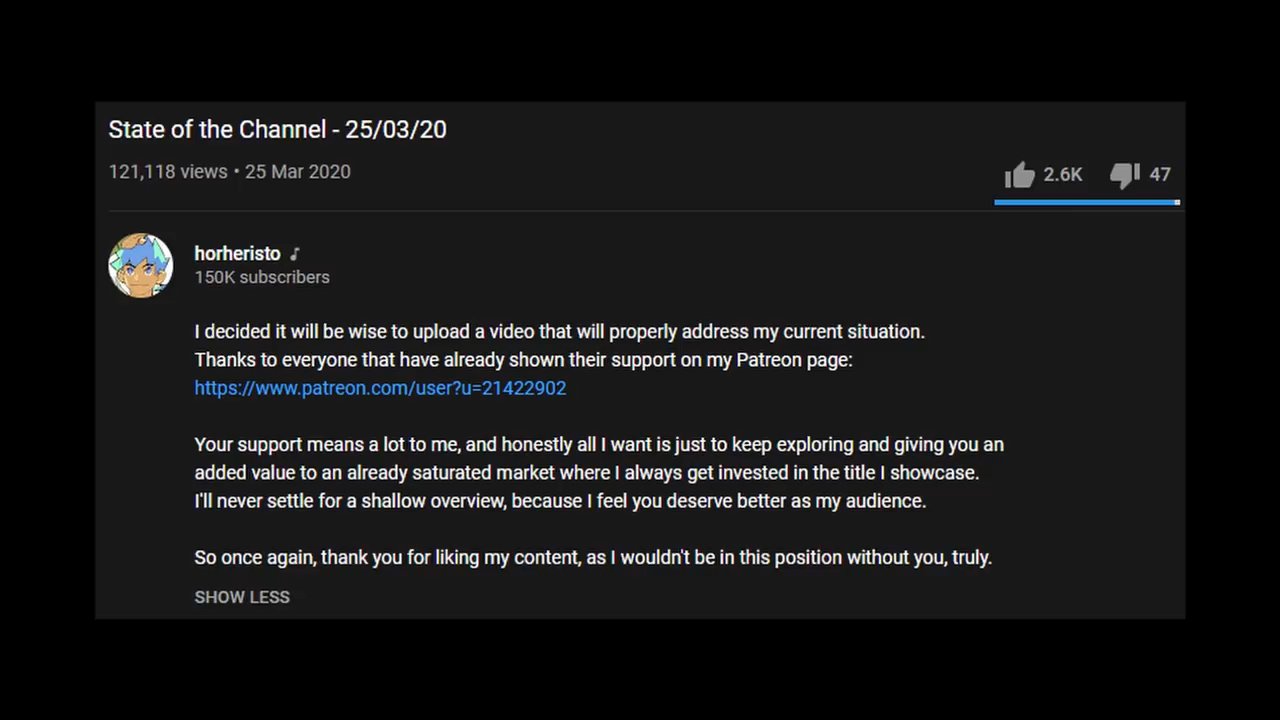 State of the Channel - 25/03/20
121,118 views • 25 Mar 2020
2.6K 47
horheristo
150K subscribers
I decided it will be wise to upload a video that will properly address my current situation.
Thanks to everyone that have already shown their support on my Patreon page:
https://www.patreon.com/user?u=21422902
Your support means a lot to me, and honestly all I want is just to keep exploring and giving you an
added value to an already saturated market where I always get invested in the title I showcase.
I'll never settle for a shallow overview, because I feel you deserve better as my audience.
So once again, thank you for liking my content, as I wouldn't be in this position without you, truly.
SHOW LESS